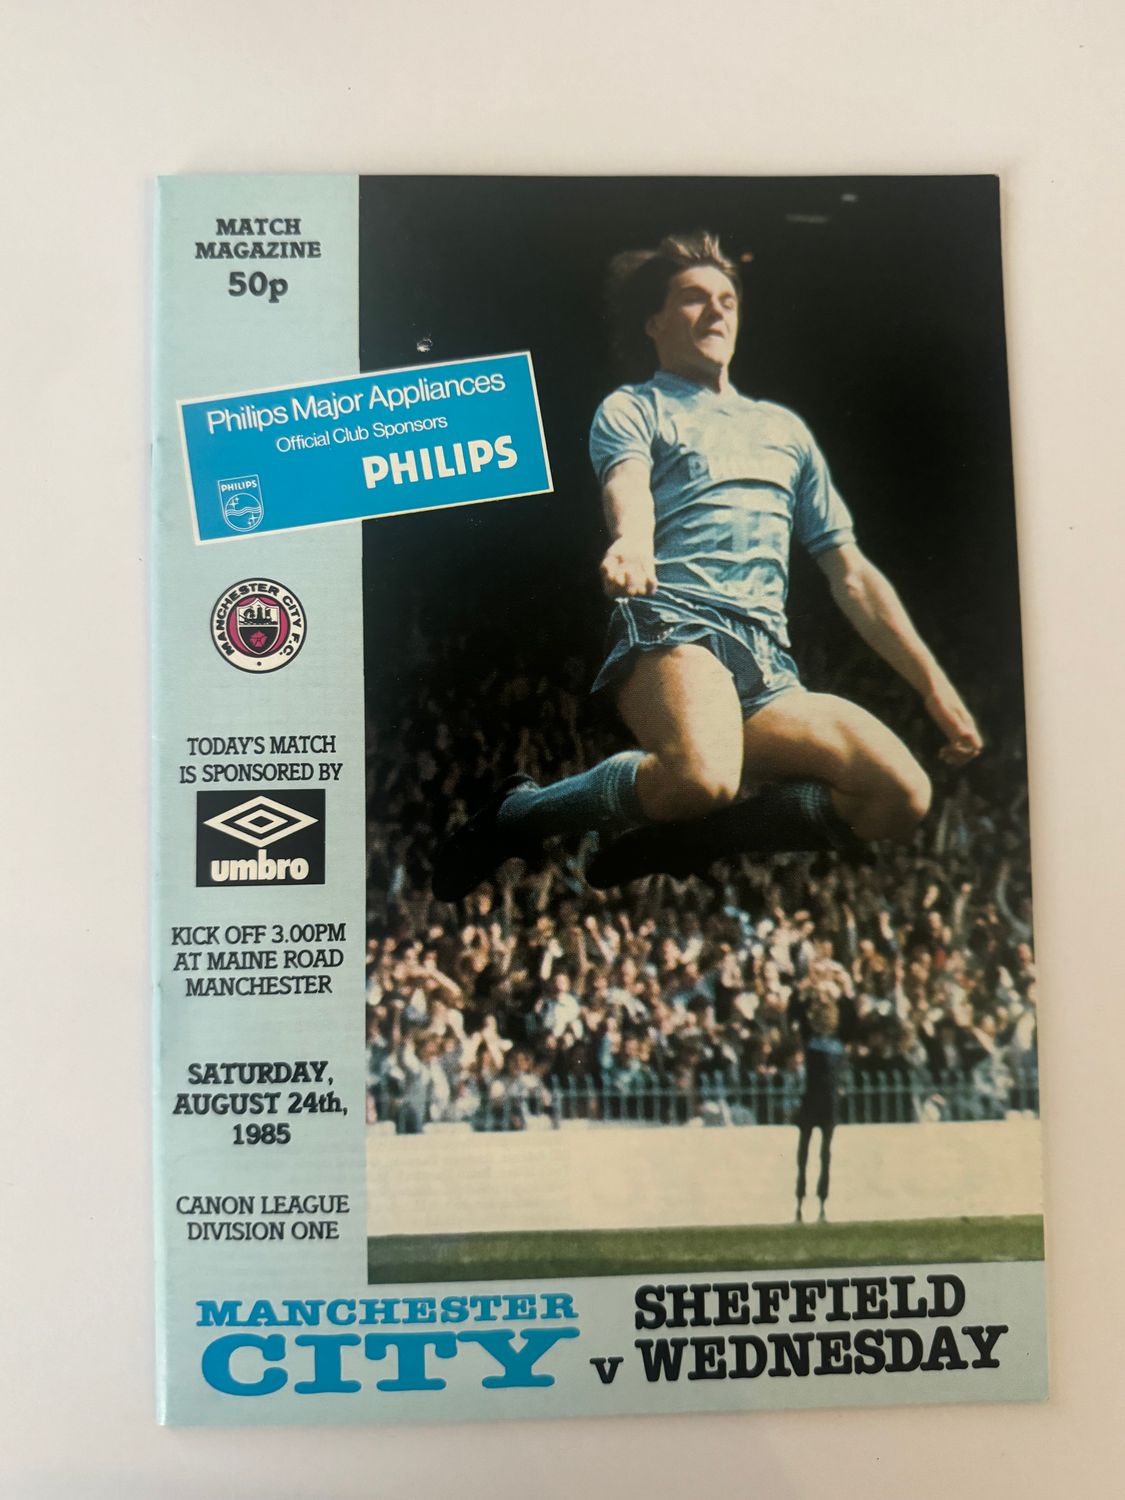 MATCH
MAGAZINE
50p
Philips Major Appliances
Official Club Sponsors
PHILIPS
PHILIPS
MANCHESTER CITY F.C.
TODAY'S MATCH
IS SPONSORED BY
umbro
KICK OFF 3.00PM
AT MAINE ROAD
MANCHESTER
SATURDAY,
AUGUST 24th,
1985
CANON LEAGUE
DIVISION ONE
MANCHESTER
CITY
v
SHEFFIELD
WEDNESDAY